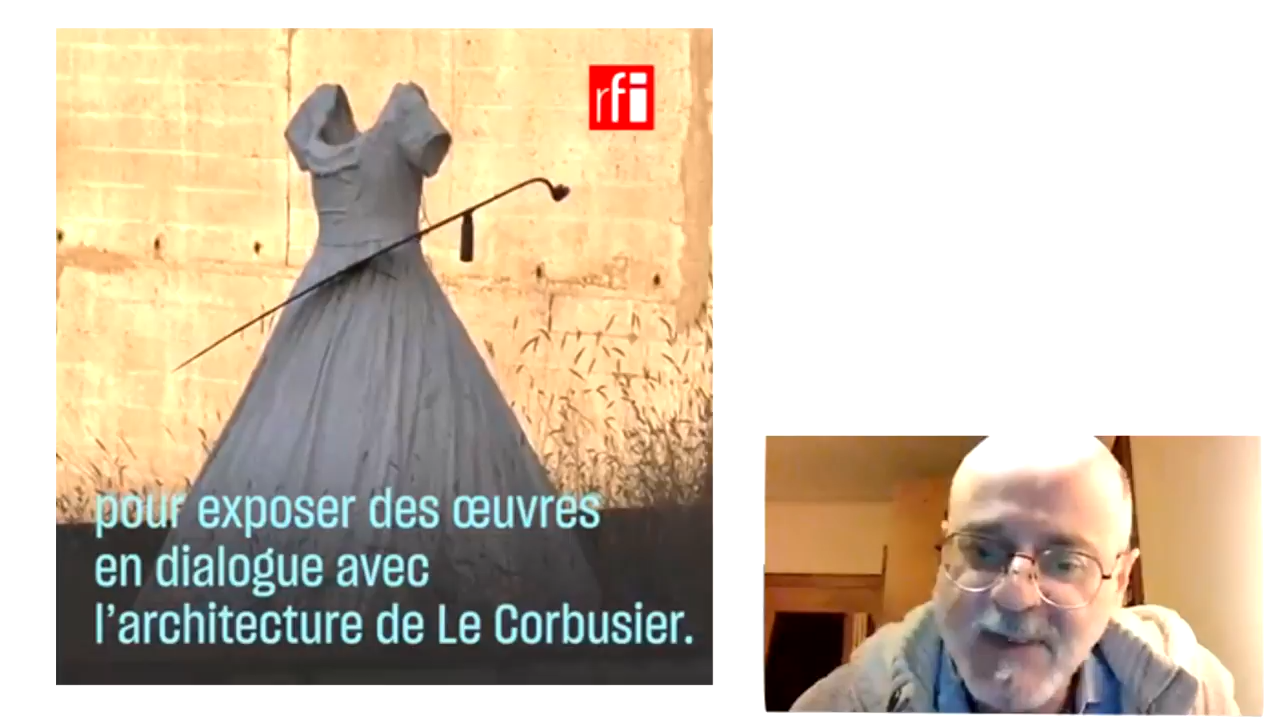 rfi
pour exposer des œuvres
en dialogue avec
l’architecture de Le Corbusier.